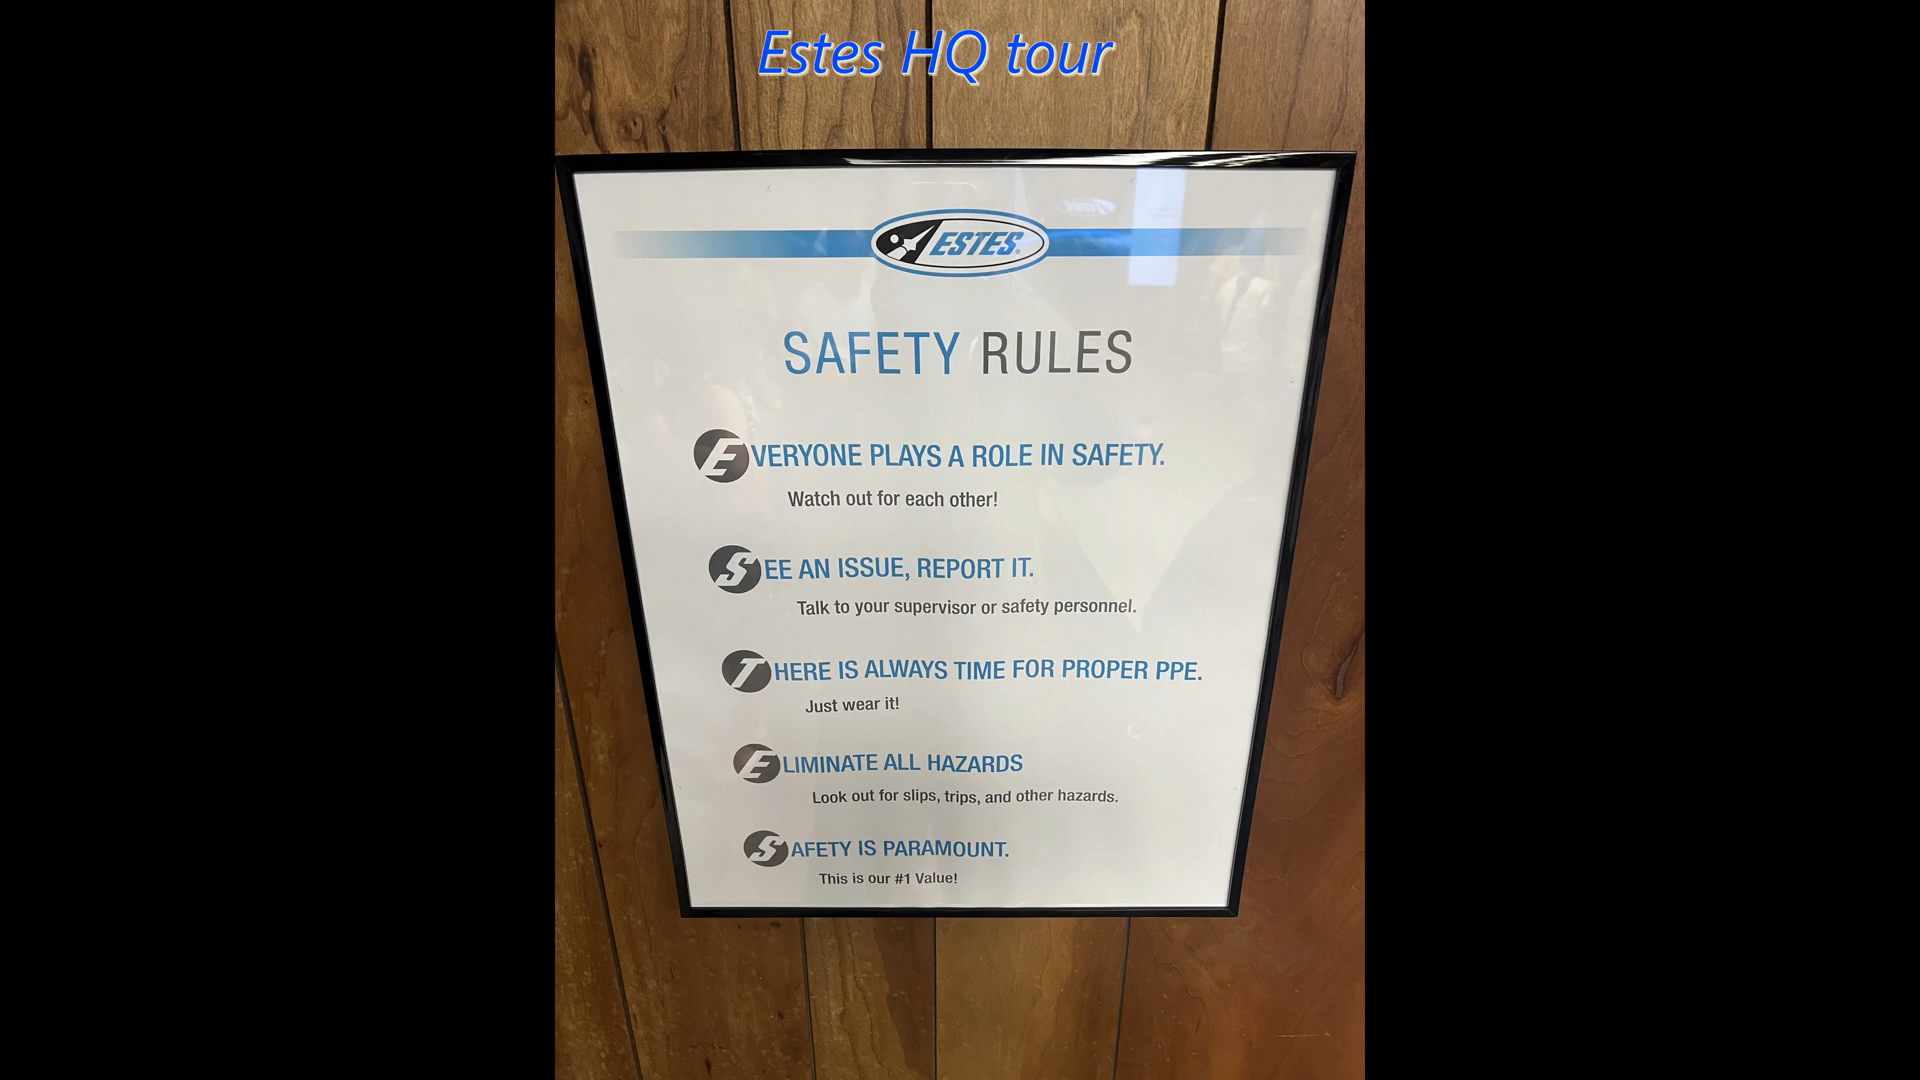 Estes HQ tour
ESTES
SAFETY RULES
EVERYONE PLAYS A ROLE IN SAFETY.
Watch out for each other!
SEE AN ISSUE, REPORT IT.
Talk to your supervisor or safety personnel.
THERE IS ALWAYS TIME FOR PROPER PPE.
Just wear it!
ELIMINATE ALL HAZARDS
Look out for slips, trips, and other hazards.
SAFETY IS PARAMOUNT.
This is our #1 Value!